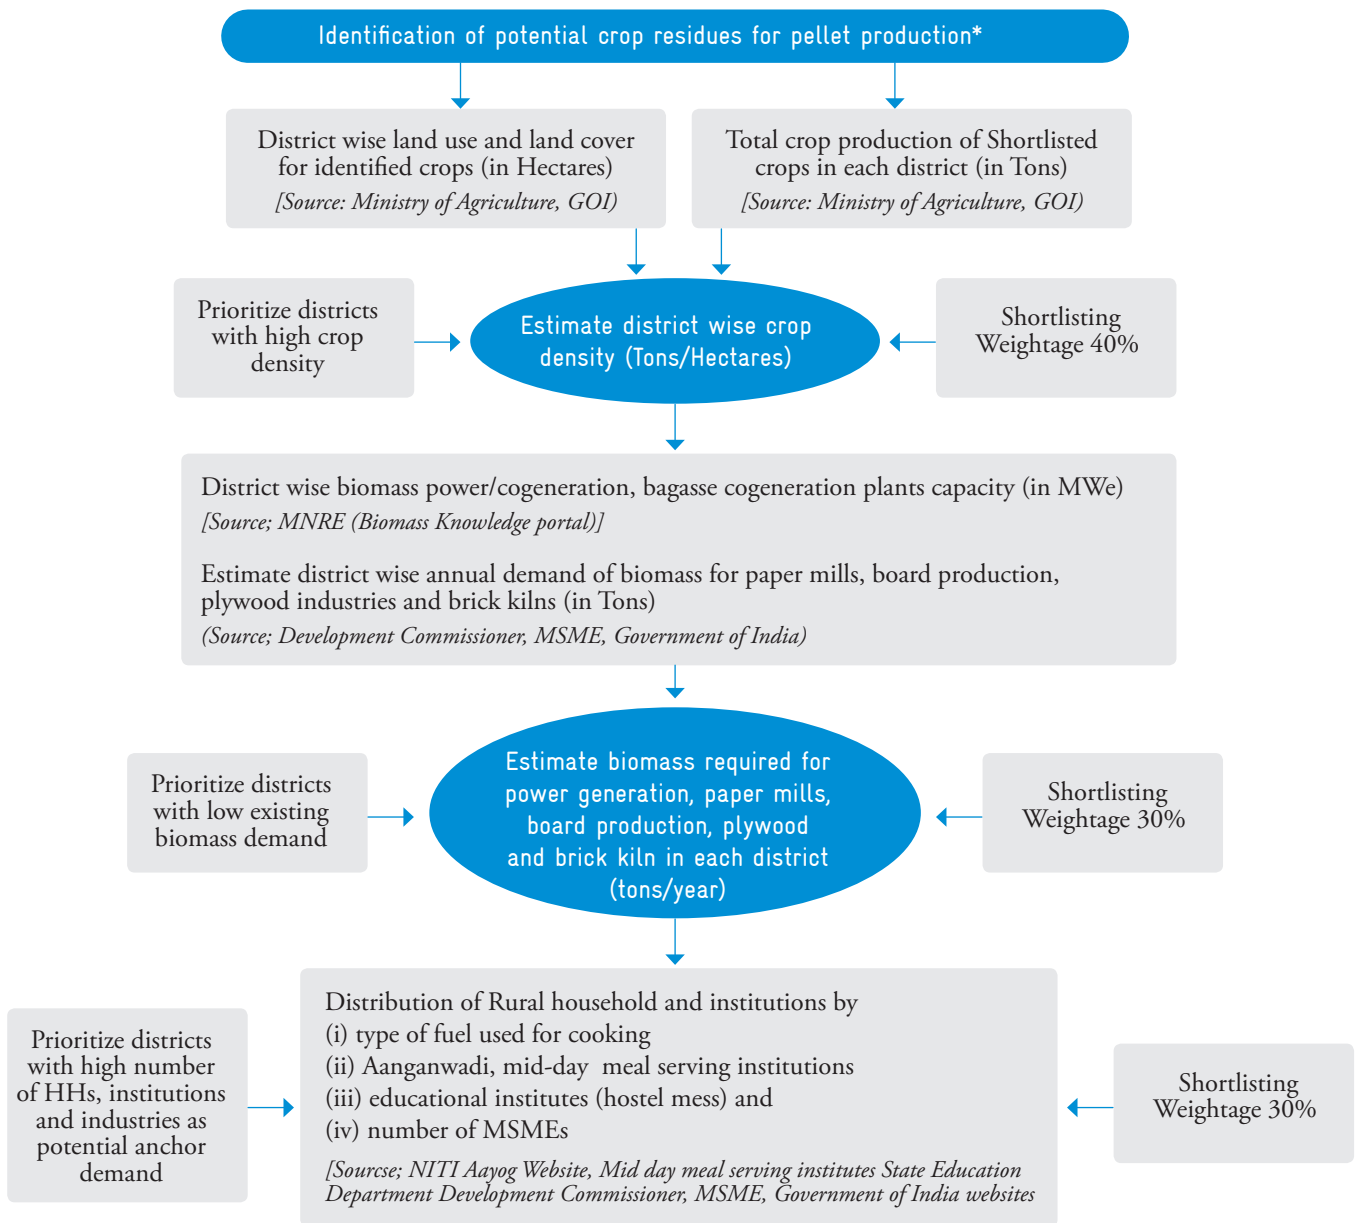 Identification of potential crop residues for pellet production*
District wise land use and land cover
for identified crops (in Hectares)
[Source: Ministry of Agriculture, GOI)
Total crop production of Shortlisted
crops in each district (in Tons)
[Source: Ministry of Agriculture, GOI)
Prioritize districts
with high crop
density
Estimate district wise crop
density (Tons/Hectares)
Shortlisting
Weightage 40%
District wise biomass power/cogeneration, bagasse cogeneration plants capacity (in MWe)
[Source; MNRE (Biomass Knowledge portal)]
Estimate district wise annual demand of biomass for paper mills, board production,
plywood industries and brick kilns (in Tons)
(Source; Development Commissioner, MSME, Government of India)
Prioritize districts
with low existing
biomass demand
Estimate biomass required for
power generation, paper mills,
board production, plywood
and brick kiln in each district
(tons/year)
Shortlisting
Weightage 30%
Prioritize districts
with high number
of HHs, institutions
and industries as
potential anchor
demand
Distribution of Rural household and institutions by
(i) type of fuel used for cooking
(ii) Aanganwadi, mid-day meal serving institutions
(iii) educational institutes (hostel mess) and
(iv) number of MSMEs
[Sourcse; NITI Aayog Website, Mid day meal serving institutes State Education
Department Development Commissioner, MSME, Government of India websites
Shortlisting
Weightage 30%